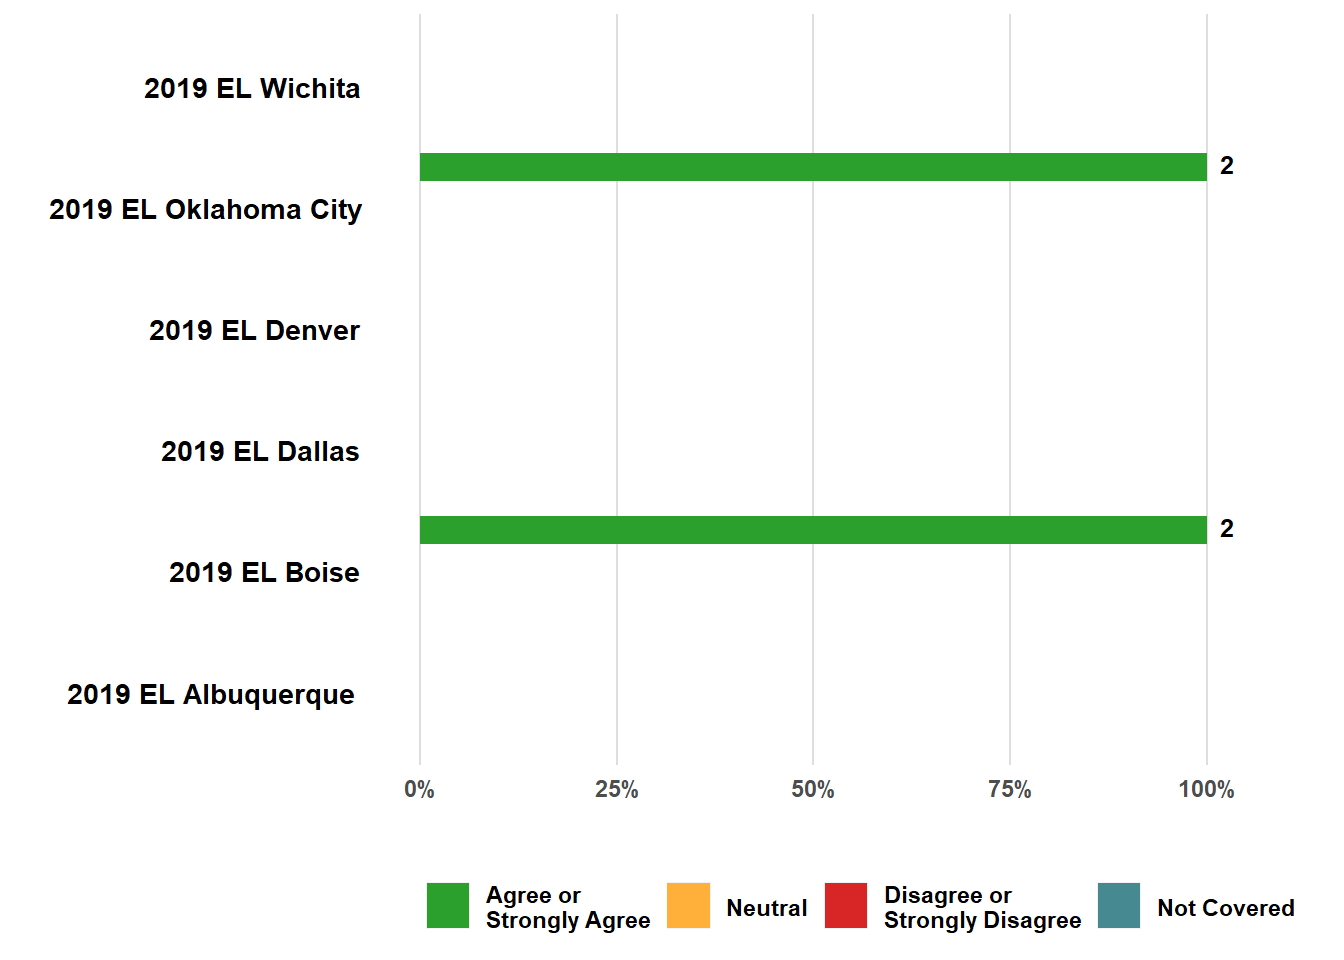 2019 EL Wichita
2
2019 EL Oklahoma City
2019 EL Denver
2019 EL Dallas
2
2019 EL Boise
2019 EL Albuquerque
0% 25% 50% 75% 100%
Agree or
Strongly Agree
Neutral
Disagree or
Strongly Disagree
Not Covered